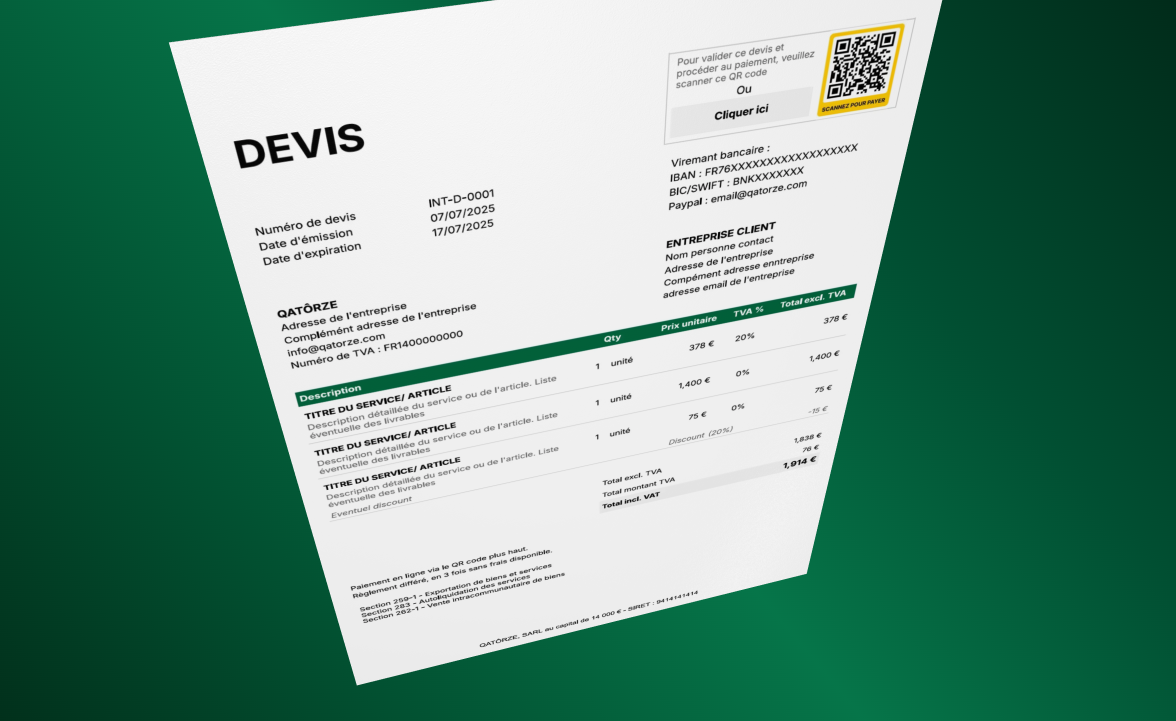 Pour valider ce devis et
procéder au paiement, veuillez
scanner ce QR code
Ou
Cliquer ici
SCANNEZ POUR PAYER
DEVIS
Viremant bancaire :
IBAN : FR76XXXXXXXXXXXXXXXXXXX
BIC/SWIFT : BNKXXXXXXX
Paypal : email@qatorze.com
Numéro de devis INT-D-0001
Date d'émission 07/07/2025
Date d'expiration 17/07/2025
ENTREPRISE CLIENT
Nom personne contact
Adresse de l'entreprise
Compément adresse enntreprise
adresse email de l'entreprise
QATÔRZE
Adresse de l'entreprise
Complémént adresse de l'entreprise
info@qatorze.com
Numéro de TVA : FR1400000000
Description Qty Prix unitaire TVA % Total excl. TVA
TITRE DU SERVICE/ ARTICLE 1 unité 378 € 20% 378 €
Description détaillée du service ou de l'article. Liste
éventuelle des livrables
TITRE DU SERVICE/ ARTICLE 1 unité 1,400 € 0% 1,400 €
Description détaillée du service ou de l'article. Liste
éventuelle des livrables
TITRE DU SERVICE/ ARTICLE 1 unité 75 € 0% 75 €
Description détaillée du service ou de l'article. Liste
éventuelle des livrables
Eventuel discount Discount (20%) -15 €
Total excl. TVA 1,838 €
Total montant TVA 76 €
Total incl. VAT 1,914 €
Paiement en ligne via le QR code plus haut.
Règlement différé, en 3 fois sans frais disponible.
Section 259-1 - Exportation de biens et services
Section 283 - Autoliquidation des services
Section 262-1 - Vente intracommunautaire de biens
QATÔRZE, SARL au capital de 14 000 € - SIRET : 9414141414